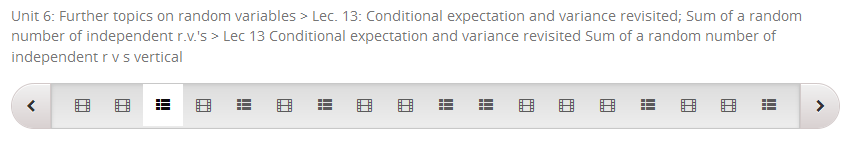 Unit 6: Further topics on random variables > Lec. 13: Conditional expectation and variance revisited; Sum of a random
number of independent r.v.'s > Lec 13 Conditional expectation and variance revisited Sum of a random number of
independent r v s vertical